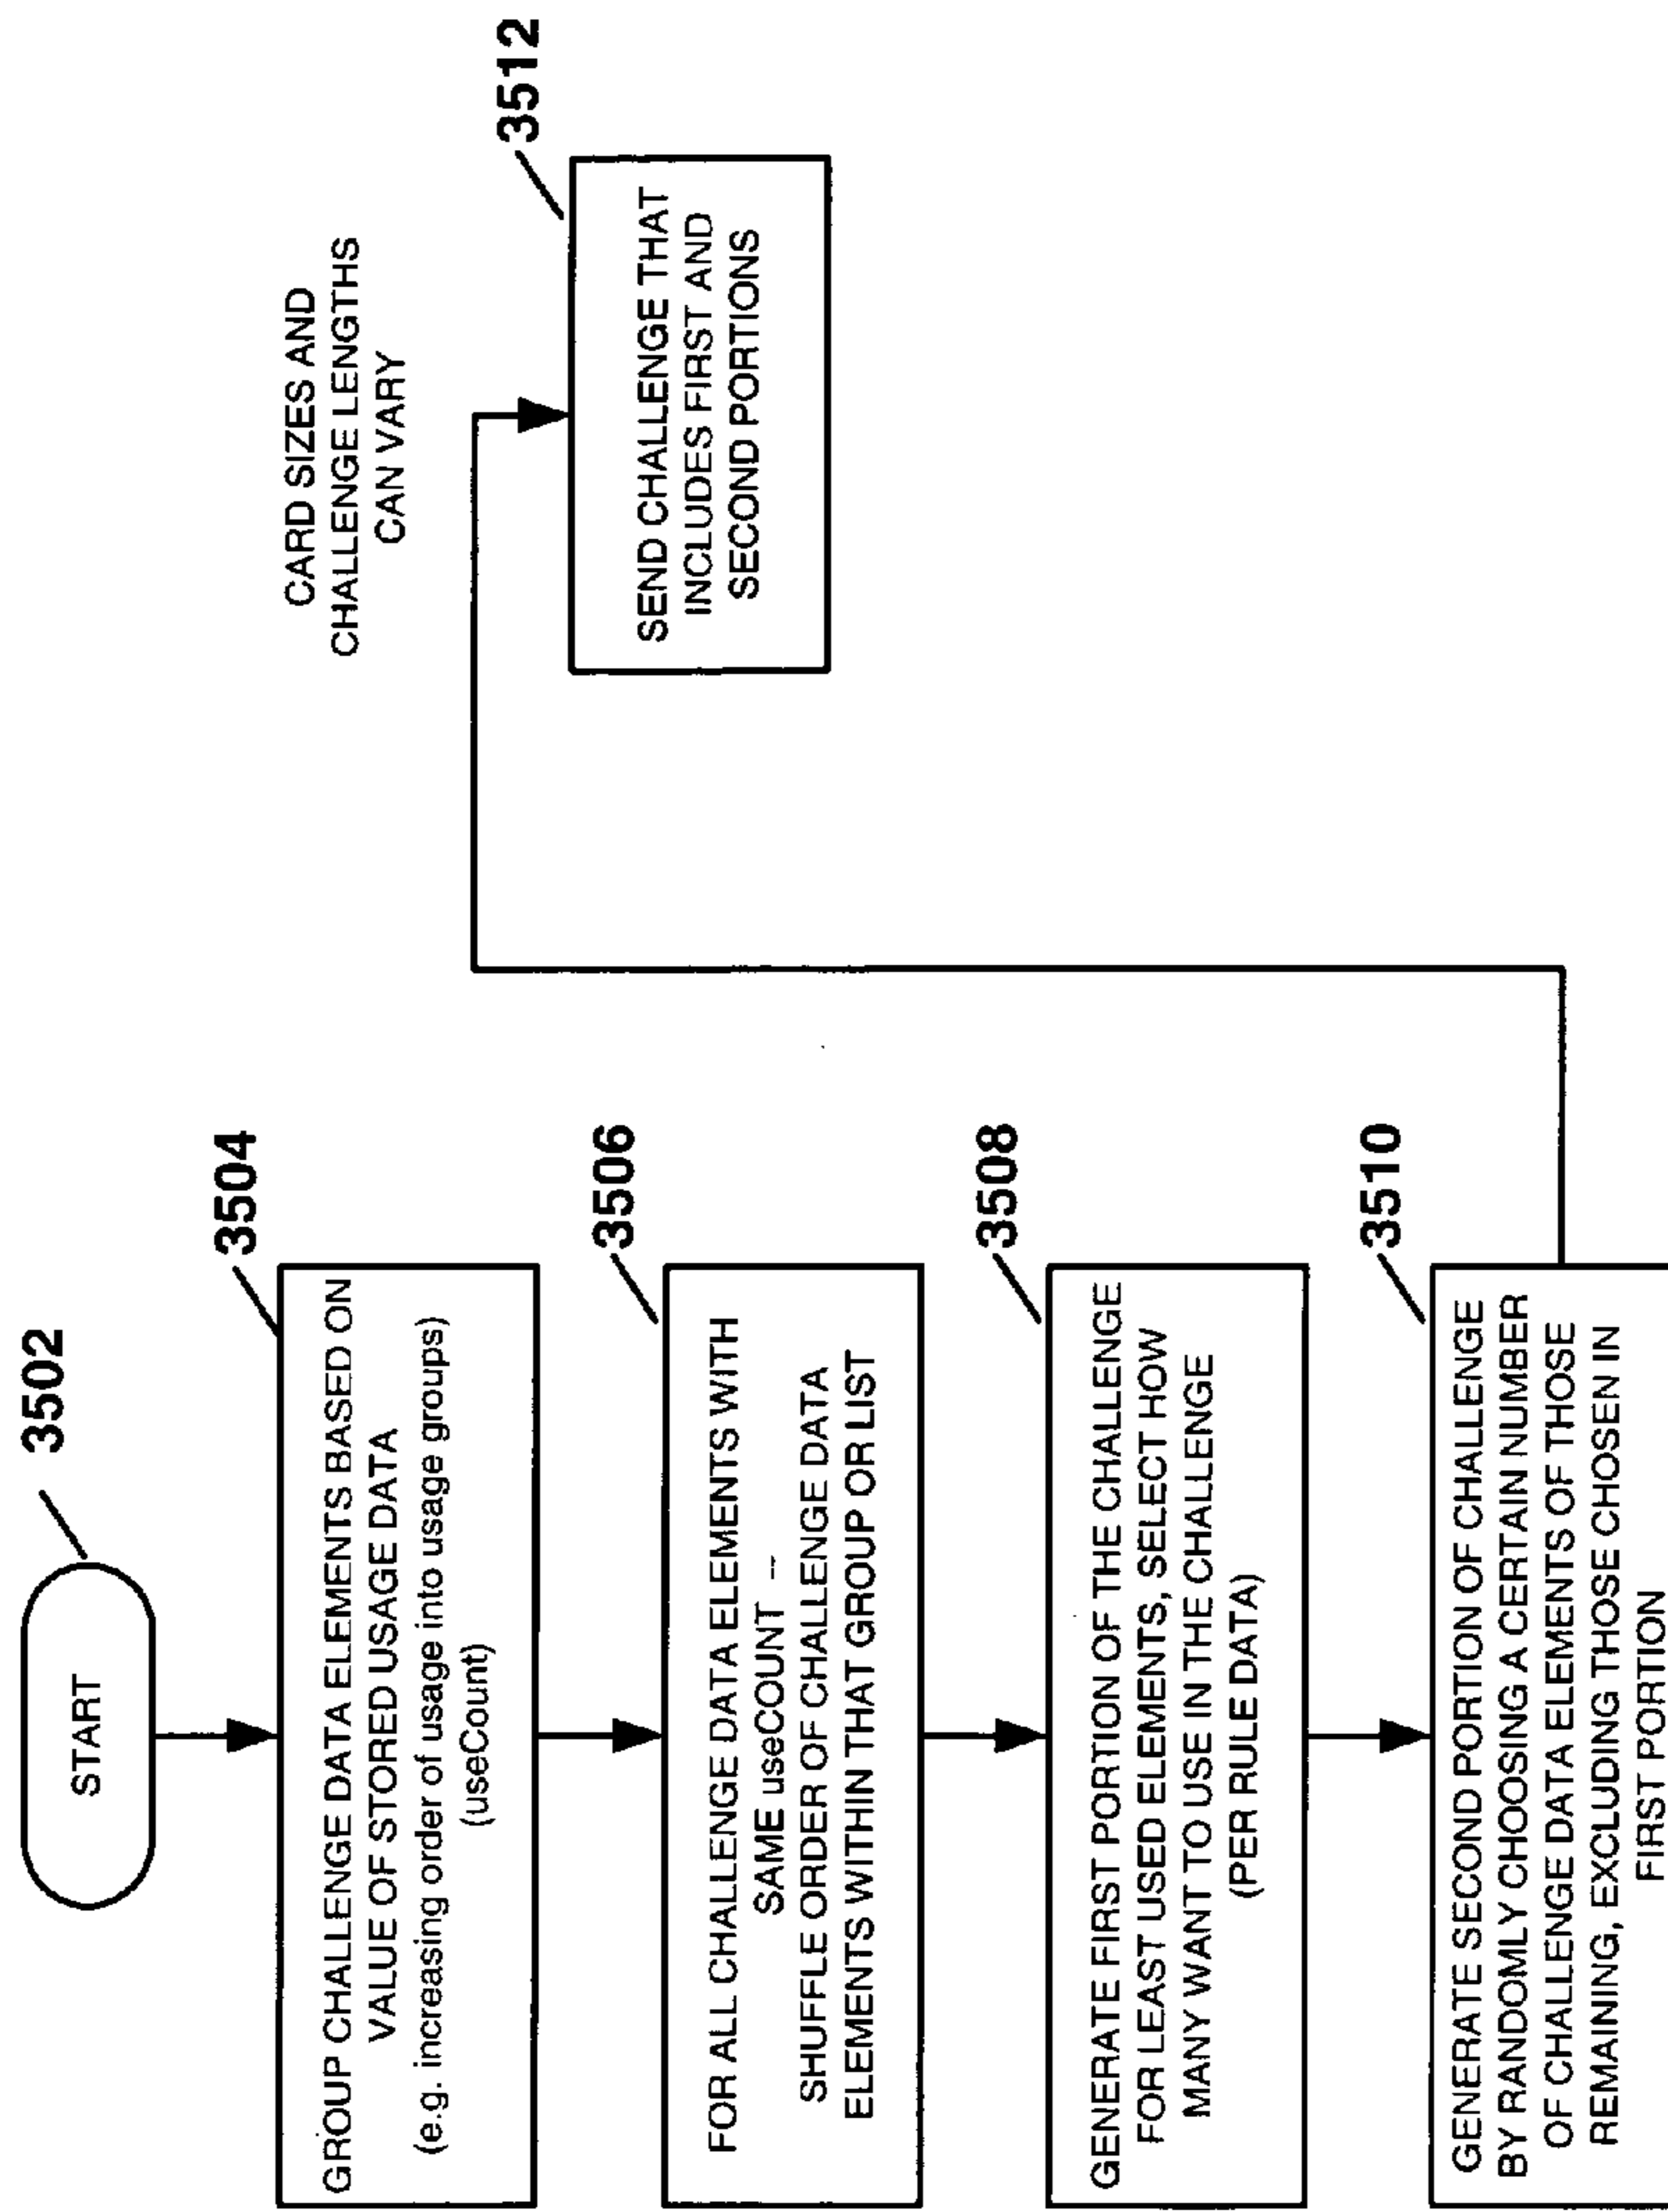 3502
START
3504
GROUP CHALLENGE DATA ELEMENTS BASED ON
VALUE OF STORED USAGE DATA
(e.g. increasing order of usage into usage groups)
(useCount)
3506
FOR ALL CHALLENGE DATA ELEMENTS WITH
SAME useCOUNT --
SHUFFLE ORDER OF CHALLENGE DATA
ELEMENTS WITHIN THAT GROUP OR LIST
3508
GENERATE FIRST PORTION OF THE CHALLENGE
FOR LEAST USED ELEMENTS, SELECT HOW
MANY WANT TO USE IN THE CHALLENGE
(PER RULE DATA)
3510
GENERATE SECOND PORTION OF CHALLENGE
BY RANDOMLY CHOOSING A CERTAIN NUMBER
OF CHALLENGE DATA ELEMENTS OF THOSE
REMAINING, EXCLUDING THOSE CHOSEN IN
FIRST PORTION
CARD SIZES AND
CHALLENGE LENGTHS
CAN VARY
3512
SEND CHALLENGE THAT
INCLUDES FIRST AND
SECOND PORTIONS